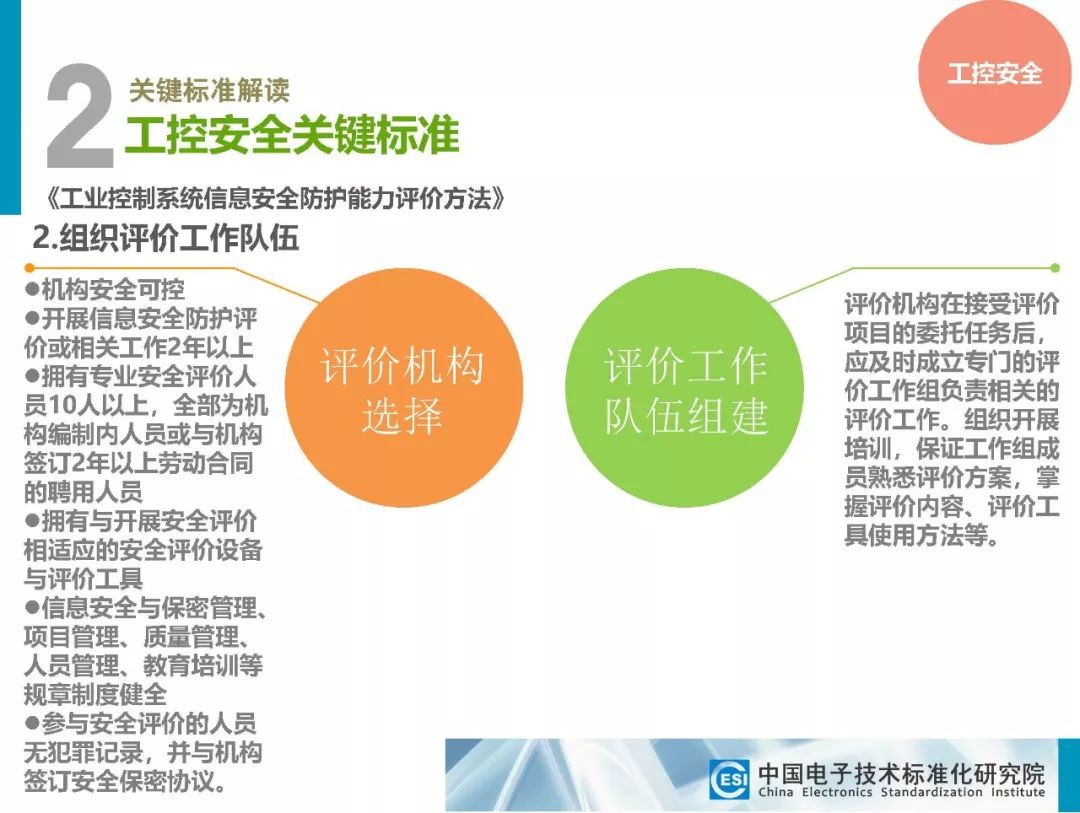 工控安全
2
关键标准解读
工控安全关键标准
《工业控制系统信息安全防护能力评价方法》
2.组织评价工作队伍
●机构安全可控
●开展信息安全防护评
价或相关工作2年以上
●拥有专业安全评价人
员10人以上，全部为机
构编制内人员或与机构
签订2年以上劳动合同
的聘用人员
●拥有与开展安全评价
相适应的安全评价设备
与评价工具
●信息安全与保密管理、
项目管理、质量管理、
人员管理、教育培训等
规章制度健全
●参与安全评价的人员
无犯罪记录，并与机构
签订安全保密协议。
评价机构
选择
评价工作
队伍组建
评价机构在接受评价
项目的委托任务后，
应及时成立专门的评
价工作组负责相关的
评价工作。组织开展
培训，保证工作组成
员熟悉评价方案，掌
握评价内容、评价工
具使用方法等。
CESI
中国电子技术标准化研究院
China Electronics Standardization Institute